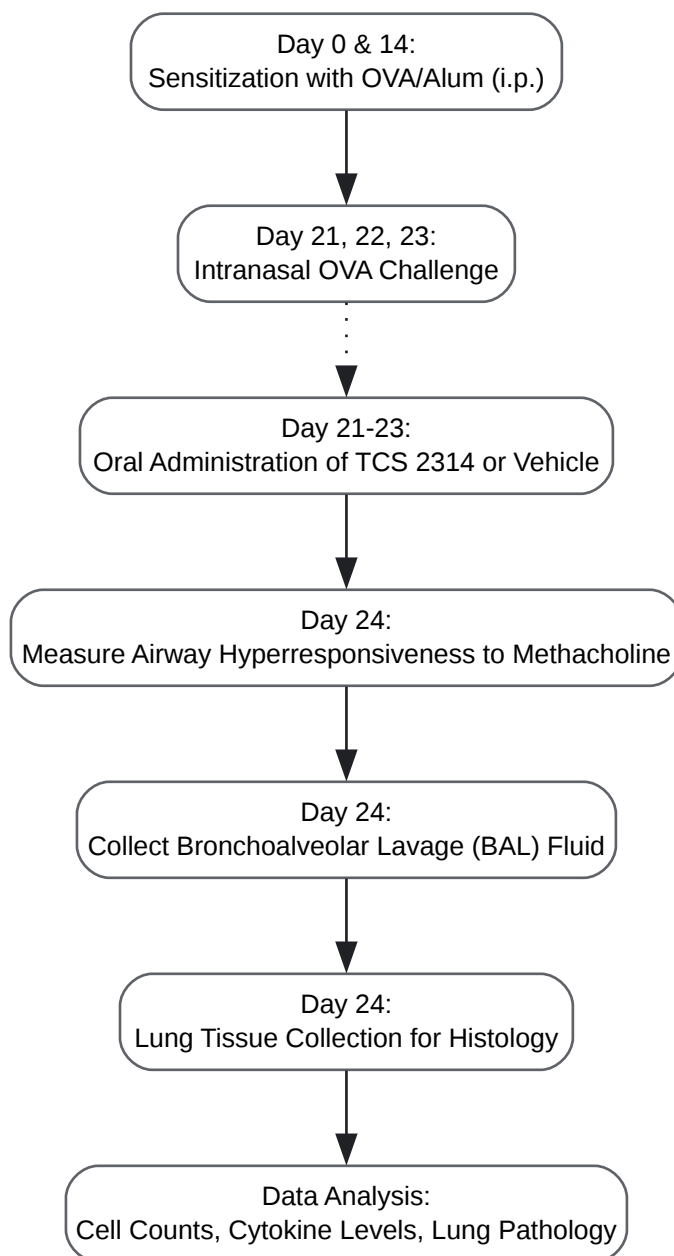 Day 0 & 14:
Sensitization with OVA/Alum (i.p.)
Day 21, 22, 23:
Intranasal OVA Challenge
Day 21-23:
Oral Administration of TCS 2314 or Vehicle
Day 24:
Measure Airway Hyperresponsiveness to Methacholine
Day 24:
Collect Bronchoalveolar Lavage (BAL) Fluid
Day 24:
Lung Tissue Collection for Histology
Data Analysis:
Cell Counts, Cytokine Levels, Lung Pathology